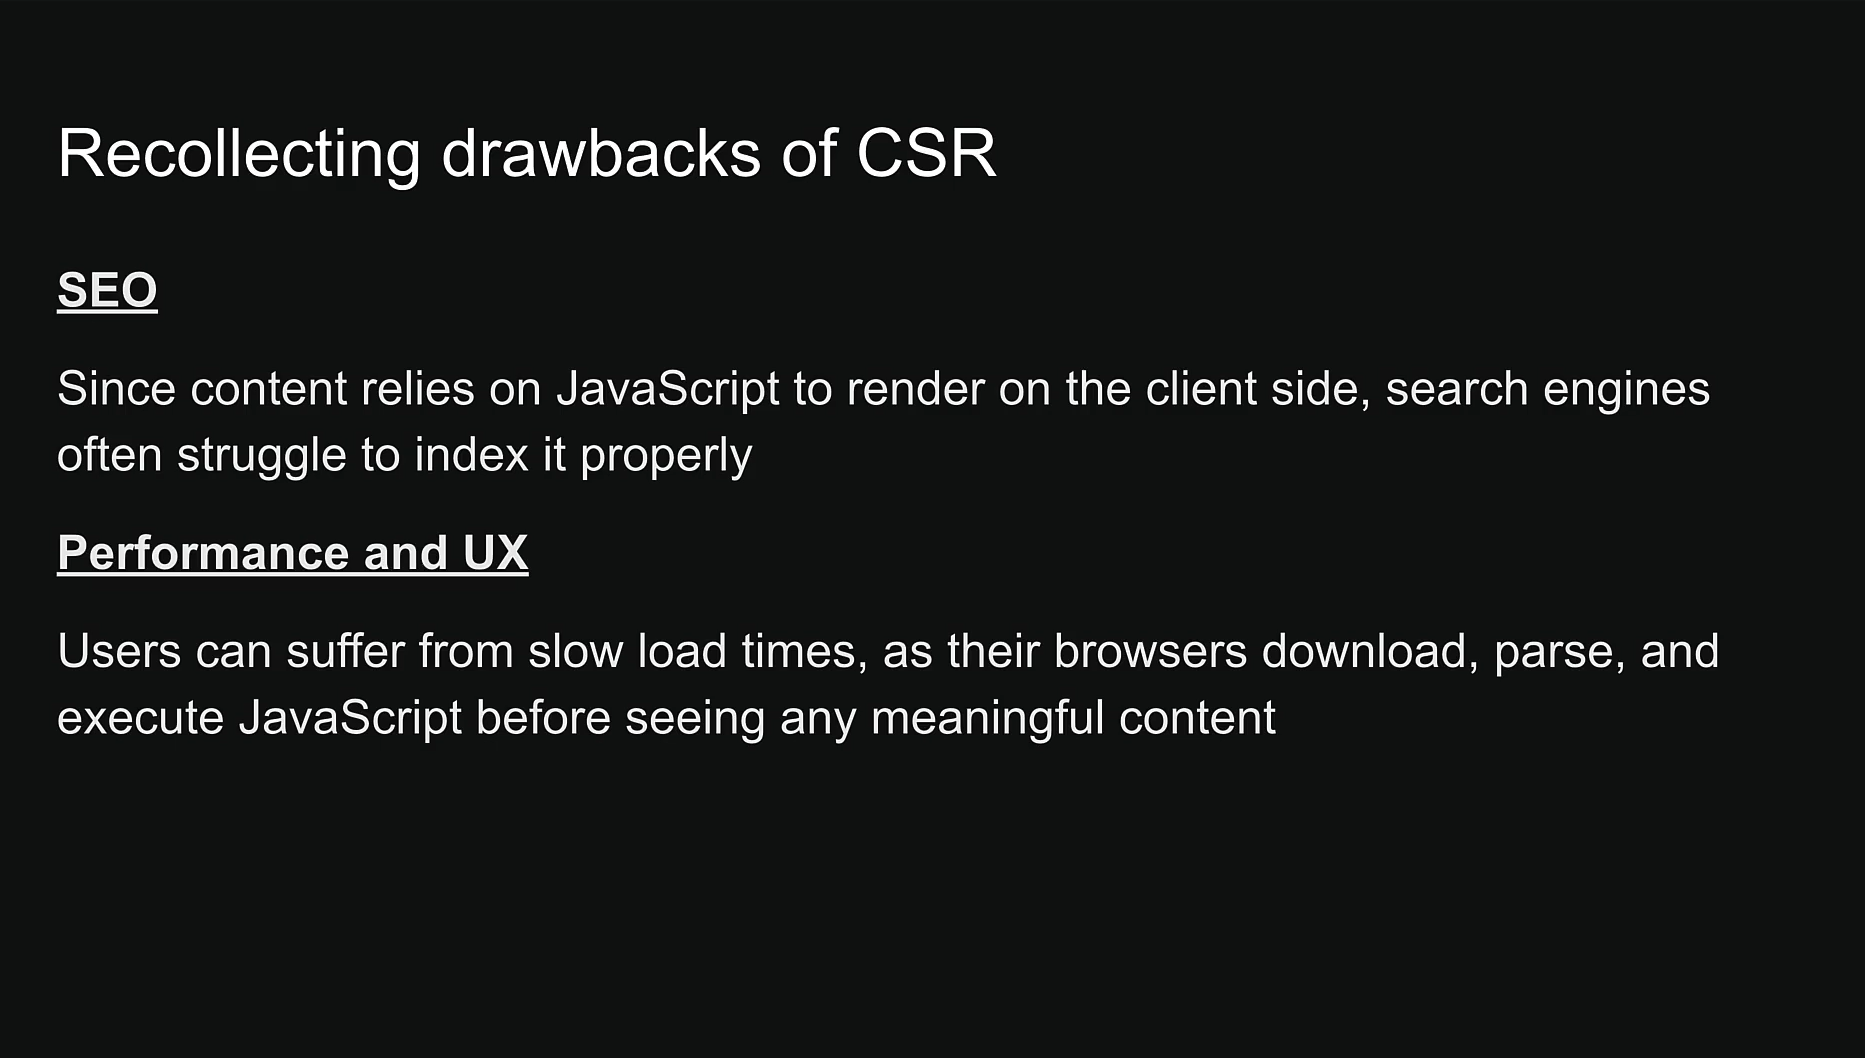 Recollecting drawbacks of CSR
SEO
Since content relies on JavaScript to render on the client side, search engines
often struggle to index it properly
Performance and UX
Users can suffer from slow load times, as their browsers download, parse, and
execute JavaScript before seeing any meaningful content